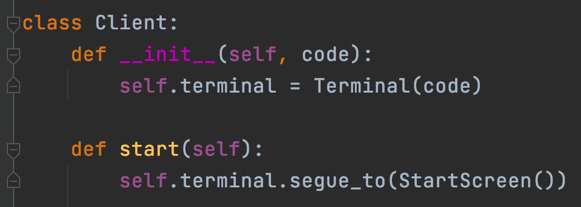 class Client:
    def __init__(self, code):
        self.terminal = Terminal(code)

    def start(self):
        self.terminal.segue_to(StartScreen())